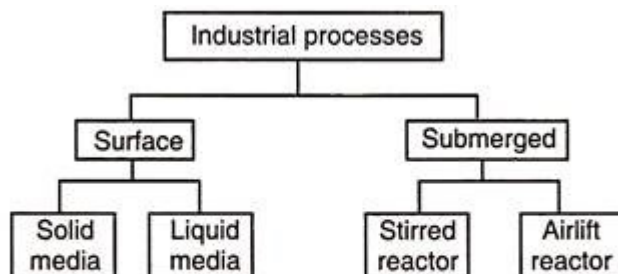 Industrial processes
Surface
Submerged
Solid
media
Liquid
media
Stirred
reactor
Airlift
reactor